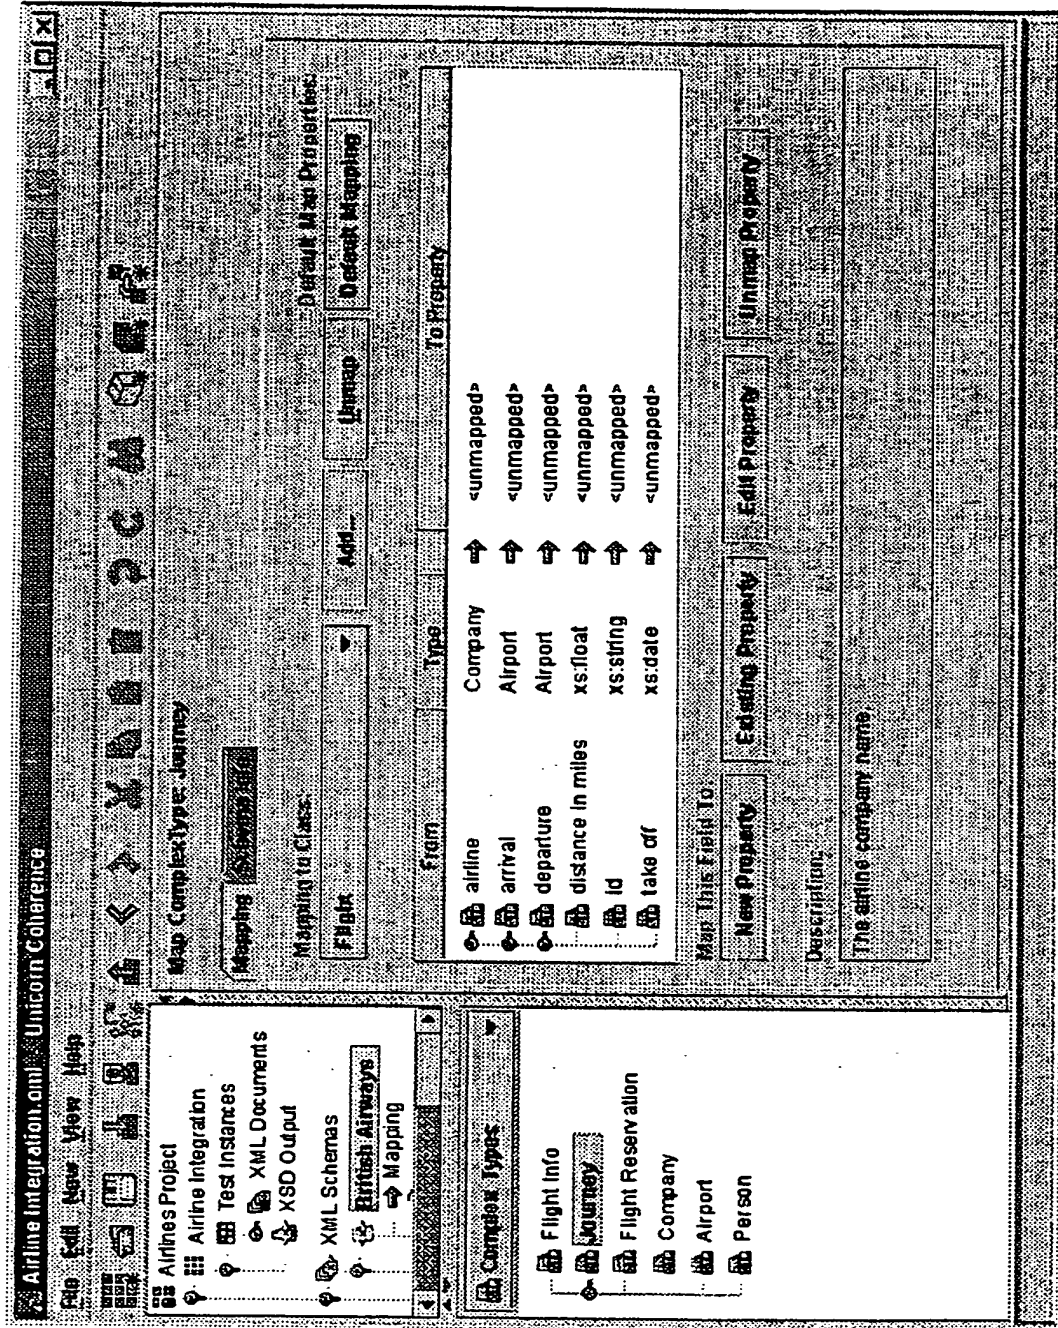 Airline Integration.oml - Unicorn Coherence
File Edit New View Help
Airlines Project
Airline Integration
Test Instances
XML Documents
XSD Output
XML Schemas
British Airways
Mapping
Complex Types
Flight Info
Journey
Flight Reservation
Company
Airport
Person
Map ComplexType: Journey
Mapping
Mapping to Class:
Default Map Properties:
Flight
Add...
Unmap
Default Mapping
From Type To Property
airline Company <unmapped>
arrival Airport <unmapped>
departure Airport <unmapped>
distance in miles xs:float <unmapped>
id xs:string <unmapped>
take off xs:date <unmapped>
Map This Field To:
New Property Existing Property Edit Property Unmap Property
Description:
The airline company name.